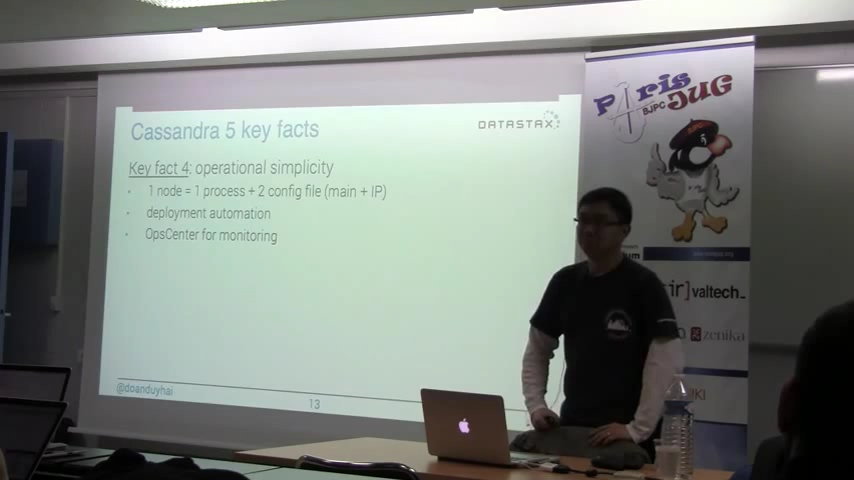 Cassandra 5 key facts
DATASTAX
Key fact 4: operational simplicity
1 node = 1 process + 2 config file (main + IP)
deployment automation
OpsCenter for monitoring
@doanduyhai
13
Paris
BJPC JUG
valtech_
zenika